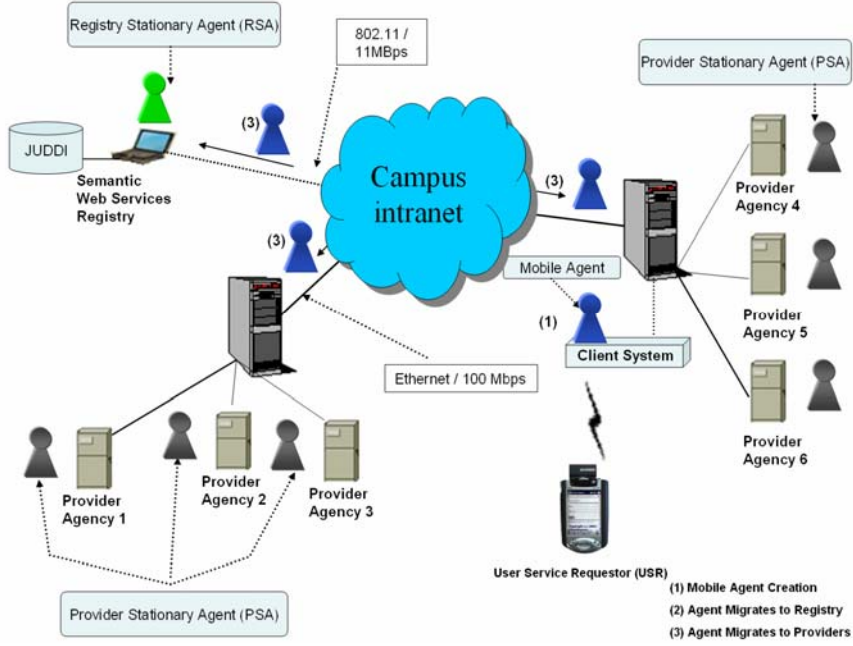 Registry Stationary Agent (RSA)
802.11 /
11MBps
Provider Stationary Agent (PSA)
(3)
JUDDI
Semantic
Web Services
Registry
Campus
intranet
(3)
Provider
Agency 4
(3)
Mobile Agent
Provider
Agency 5
(1)
Client System
Ethernet / 100 Mbps
Provider
Agency 6
Provider
Agency 1
Provider
Agency 2
Provider
Agency 3
User Service Requestor (USR)
(1) Mobile Agent Creation
(2) Agent Migrates to Registry
(3) Agent Migrates to Providers
Provider Stationary Agent (PSA)